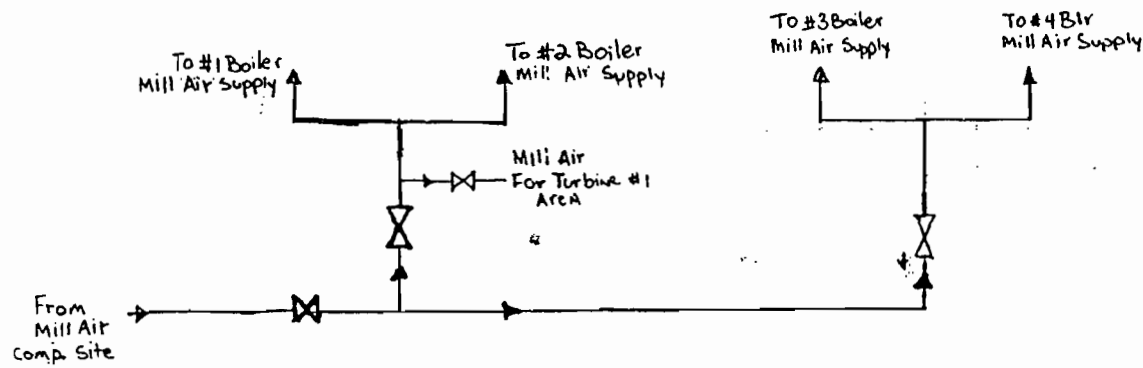 To #1 Boiler
Mill Air Supply
To #2 Boiler
Mill Air Supply
To #3 Boiler
Mill Air Supply
To #4 Blr
Mill Air Supply
Mill Air
For Turbine #1
Area
From
Mill Air
Comp. Site